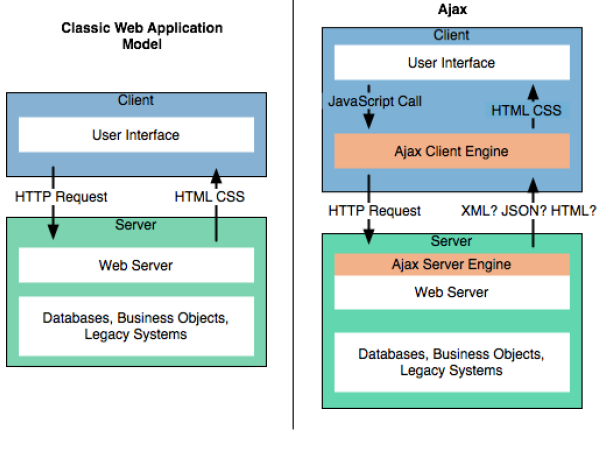 Classic Web Application
Model
Client
User Interface
HTTP Request
HTML CSS
Server
Web Server
Databases, Business Objects,
Legacy Systems
Ajax
Client
User Interface
JavaScript Call
HTML CSS
Ajax Client Engine
HTTP Request
XML? JSON? HTML?
Server
Ajax Server Engine
Web Server
Databases, Business Objects,
Legacy Systems